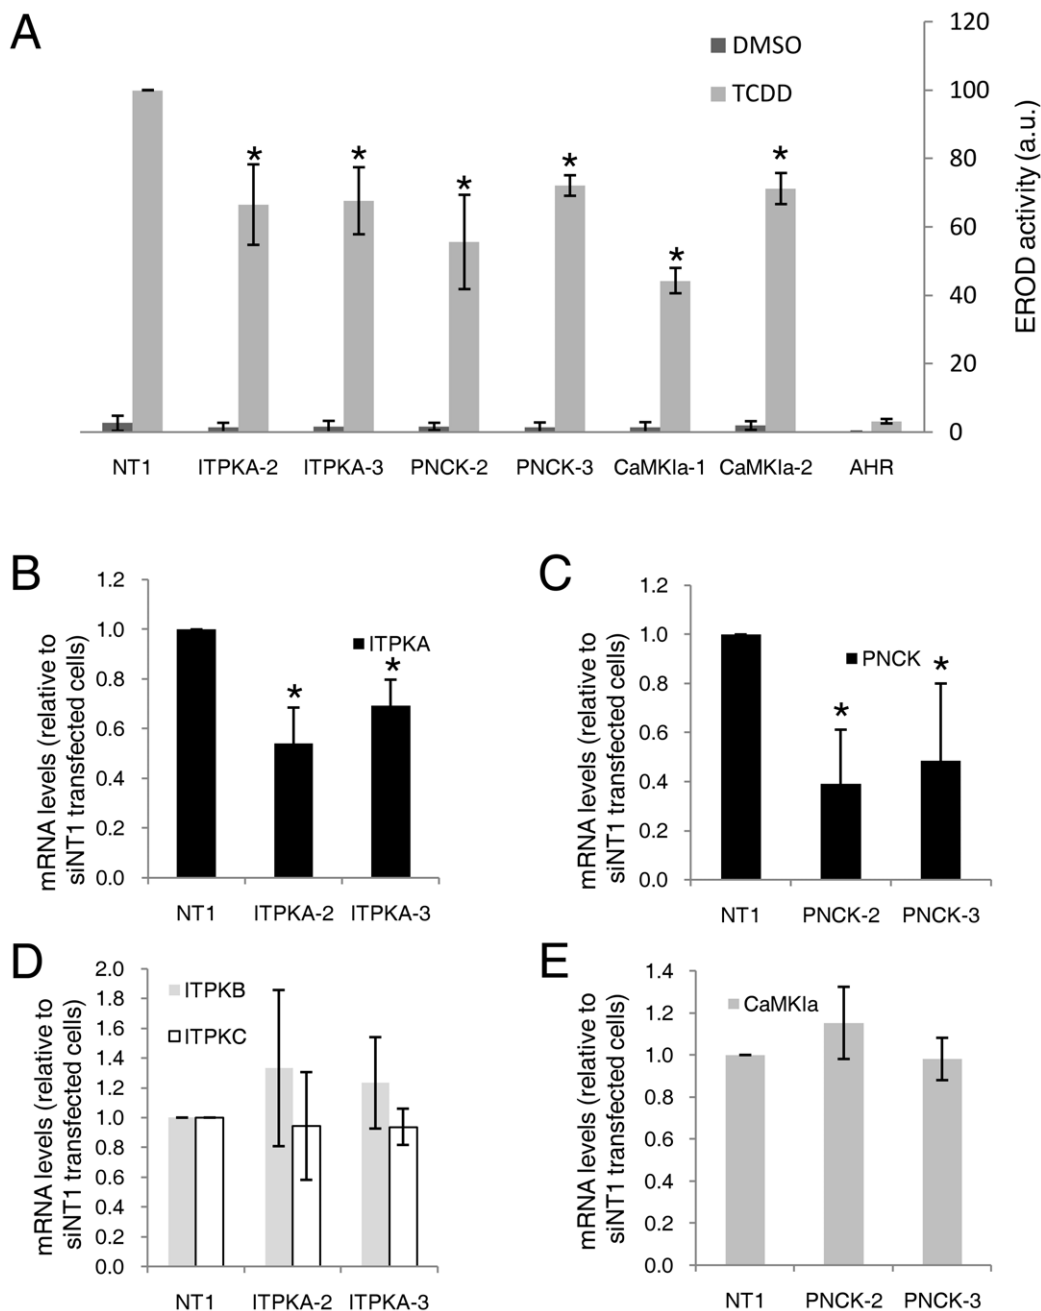 A
DMSO
TCDD
120
100
80
60
40
20
0
EROD activity (a.u.)
* * * * * *
NT1 ITPKA-2 ITPKA-3 PNCK-2 PNCK-3 CaMKIa-1 CaMKIa-2 AHR
B
mRNA levels (relative to
siNT1 transfected cells)
1.2
1.0
0.8
0.6
0.4
0.2
0.0
ITPKA
* *
NT1 ITPKA-2 ITPKA-3
C
mRNA levels (relative to
siNT1 transfected cells)
1.2
1.0
0.8
0.6
0.4
0.2
0.0
PNCK
* *
NT1 PNCK-2 PNCK-3
D
mRNA levels (relative to
siNT1 transfected cells)
2.0
1.8
1.6
1.4
1.2
1.0
0.8
0.6
0.4
0.2
0.0
ITPKB
ITPKC
NT1 ITPKA-2 ITPKA-3
E
mRNA levels (relative to
siNT1 transfected cells)
1.4
1.2
1.0
0.8
0.6
0.4
0.2
0.0
CaMKIa
NT1 PNCK-2 PNCK-3